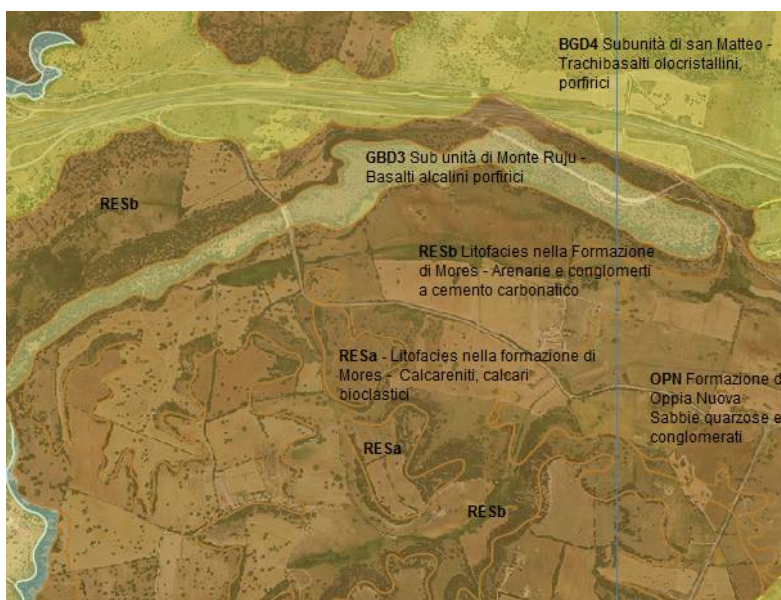 BGD4 Subunità di san Matteo -
Trachibasalti olocristallini,
porfirici
GBD3 Sub unità di Monte Ruju -
Basalti alcalini porfirici
RESb
RESb Litofacies nella Formazione
di Mores - Arenarie e conglomerti
a cemento carbonatico
RESa - Litofacies nella formazione di
Mores - Calcareniti, calcari
bioclastici
OPN Formazione d
Oppia Nuova
Sabbie quarzose e
conglomerati
RESa
RESb